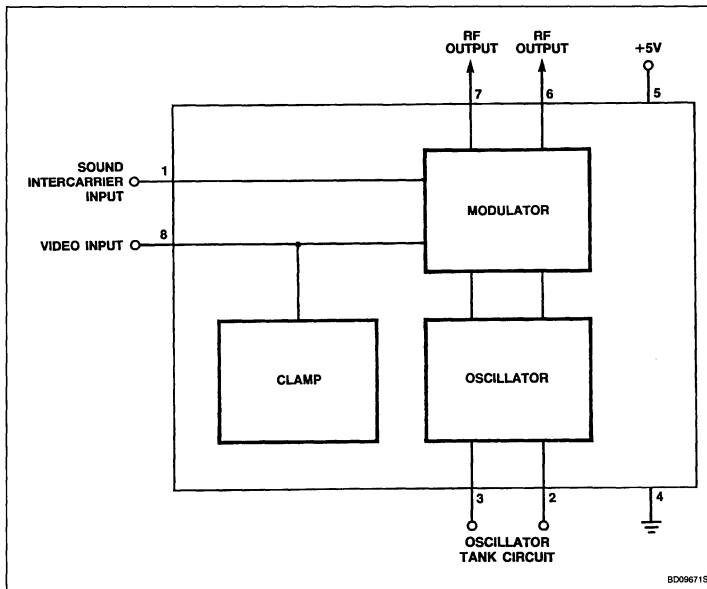 RF
OUTPUT
RF
OUTPUT
+5V
7
6
5
SOUND
INTERCARRIER
INPUT
1
MODULATOR
VIDEO INPUT
8
CLAMP
OSCILLATOR
3
2
4
OSCILLATOR
TANK CIRCUIT
BD09671S